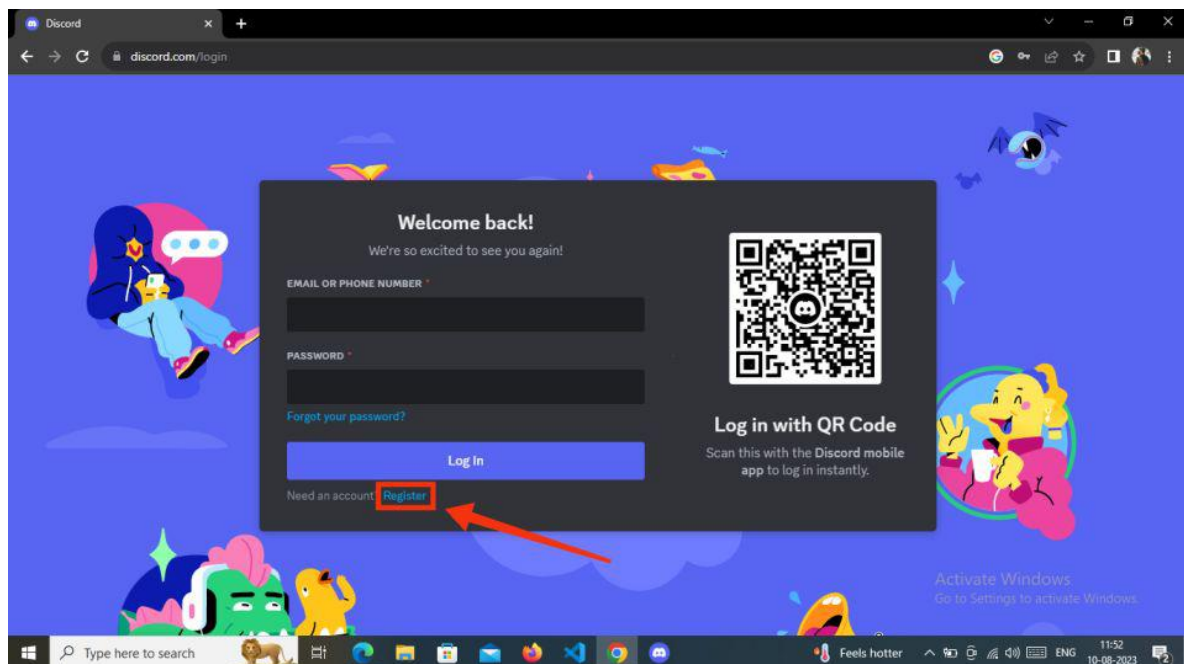 Discord
discord.com/login
Welcome back!
We're so excited to see you again!
EMAIL OR PHONE NUMBER *
PASSWORD *
Forgot your password?
Log In
Need an account? Register
Log in with QR Code
Scan this with the Discord mobile
app to log in instantly.
Activate Windows
Go to Settings to activate Windows.
Type here to search
Feels hotter
ENG
11:52
10-08-2023
2